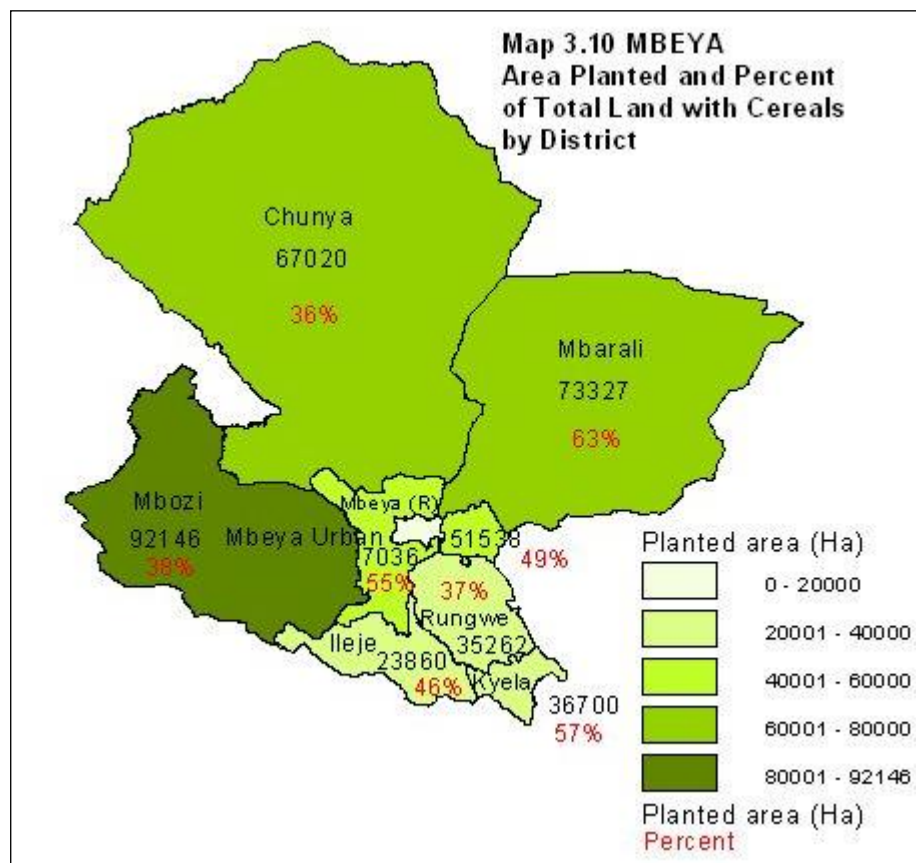 Map 3.10 MBEYA
Area Planted and Percent
of Total Land with Cereals
by District
Chunya
67020
36%
Mbarali
73327
63%
Mbozi
92146
38%
Mbeya (R)
51538
49%
Mbeya Urban
7036
55%
37%
Rungwe
35262
Ileje
23860
46%
Kyela
36700
57%
Planted area (Ha)
0 - 20000
20001 - 40000
40001 - 60000
60001 - 80000
80001 - 92146
Planted area (Ha)
Percent